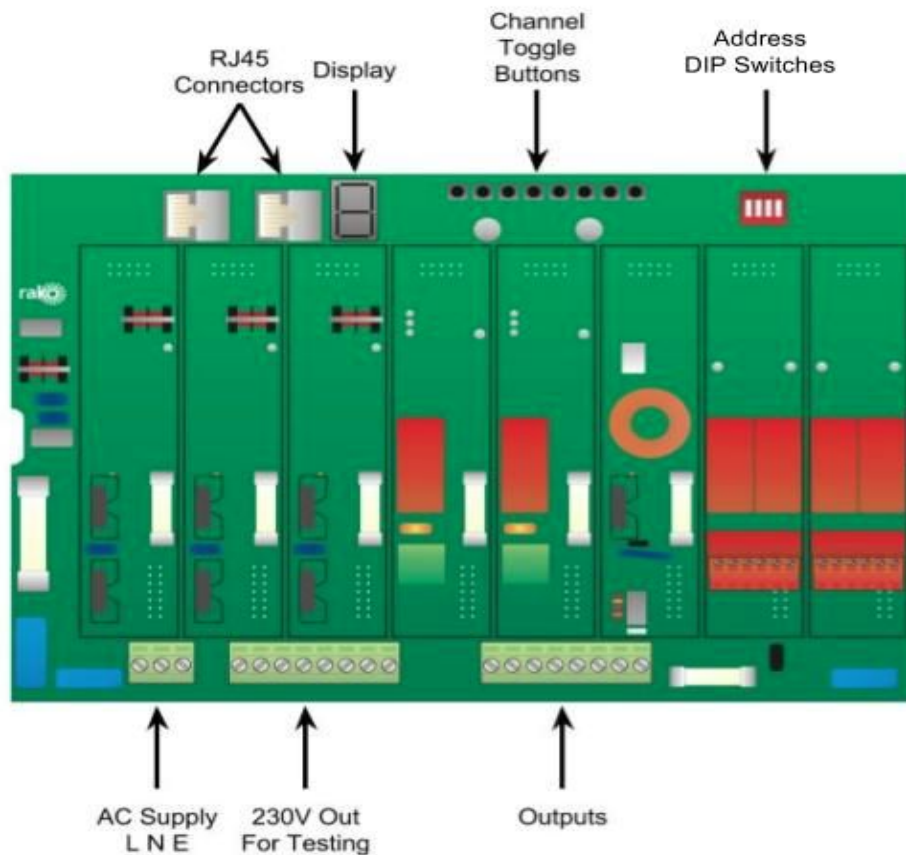 RJ45
Connectors
Display
Channel
Toggle
Buttons
Address
DIP Switches
rako
AC Supply
L N E
230V Out
For Testing
Outputs